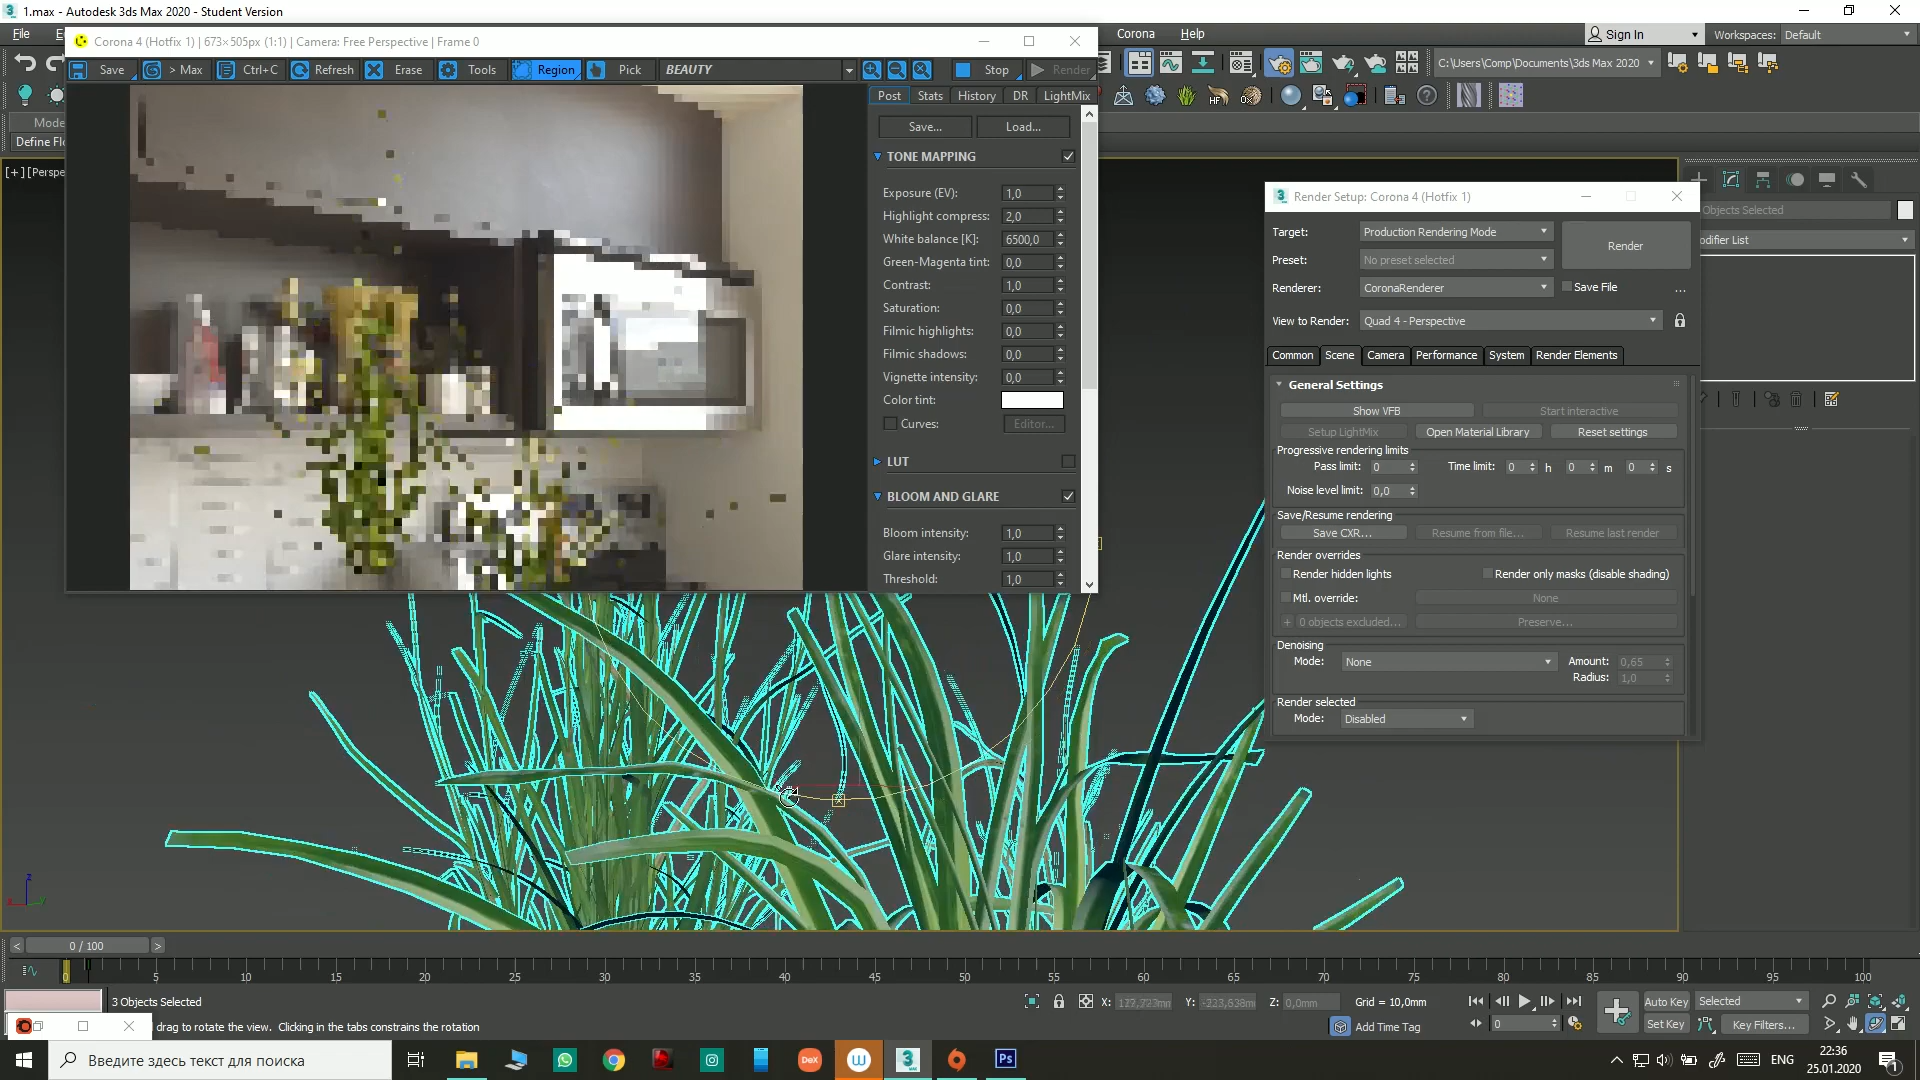 1.max - Autodesk 3ds Max 2020 - Student Version
File
Corona
Help
Sign In
Workspaces:
Default
Corona 4 (Hotfix 1) | 673×505px (1:1) | Camera: Free Perspective | Frame 0
Save
> Max
Ctrl+C
Refresh
Erase
Tools
Region
Pick
BEAUTY
Stop
Render
C:\Users\Comp\Documents\3ds Max 2020
Post
Stats
History
DR
LightMix
Save...
Load...
TONE MAPPING
Exposure (EV):
1,0
Highlight compress:
2,0
White balance [K]:
6500,0
Green-Magenta tint:
0,0
Contrast:
1,0
Saturation:
0,0
Filmic highlights:
0,0
Filmic shadows:
0,0
Vignette intensity:
0,0
Color tint:
Curves:
Editor...
LUT
BLOOM AND GLARE
Bloom intensity:
1,0
Glare intensity:
1,0
Threshold:
1,0
Mode
Define Flo
[+] [Perspe
Render Setup: Corona 4 (Hotfix 1)
Target:
Production Rendering Mode
Render
Preset:
No preset selected
Renderer:
CoronaRenderer
Save File
...
View to Render:
Quad 4 - Perspective
Common
Scene
Camera
Performance
System
Render Elements
General Settings
Show VFB
Start interactive
Setup LightMix
Open Material Library
Reset settings
Progressive rendering limits
Pass limit:
0
Time limit:
0
h
0
m
0
s
Noise level limit:
0,0
Save/Resume rendering
Save CXR...
Resume from file...
Resume last render
Render overrides
Render hidden lights
Render only masks (disable shading)
Mtl. override:
None
+
0 objects excluded...
Preserve...
Denoising
Mode:
None
Amount:
0,65
Radius:
1,0
Render selected
Mode:
Disabled
Objects Selected
odifier List
z
0 / 100
0
5
10
15
20
25
30
35
40
45
50
55
60
65
70
75
80
85
90
95
100
3 Objects Selected
X:
Y:
Z:
0,0mm
Grid = 10,0mm
Auto Key
Selected
drag to rotate the view. Clicking in the tabs constrains the rotation
Add Time Tag
0
Set Key
Key Filters...
Введите здесь текст для поиска
DeX
W
3
MAX
Ps
ENG
22:36
25.01.2020
1